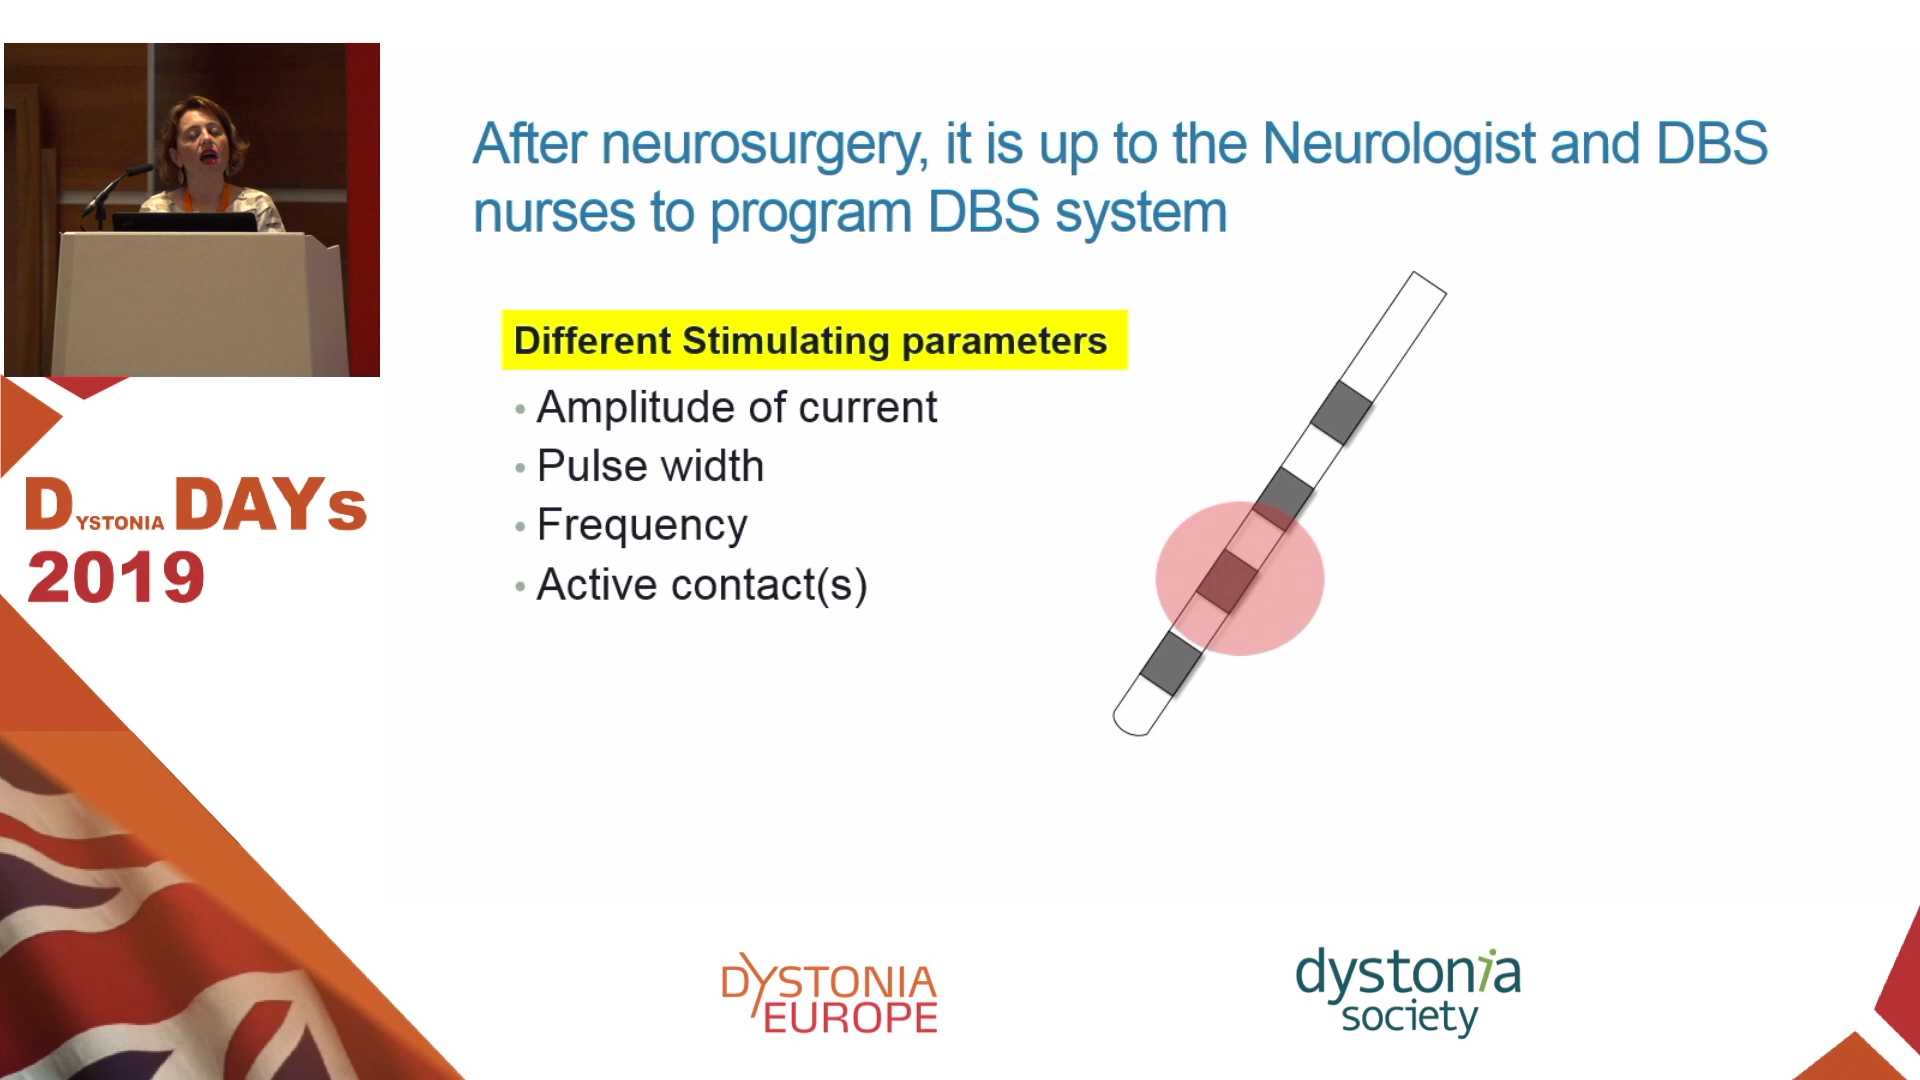 After neurosurgery, it is up to the Neurologist and DBS
nurses to program DBS system
Different Stimulating parameters
• Amplitude of current
• Pulse width
• Frequency
• Active contact(s)
DYSTONIA DAYs
2019
DYSTONIA
EUROPE
dystonia
society